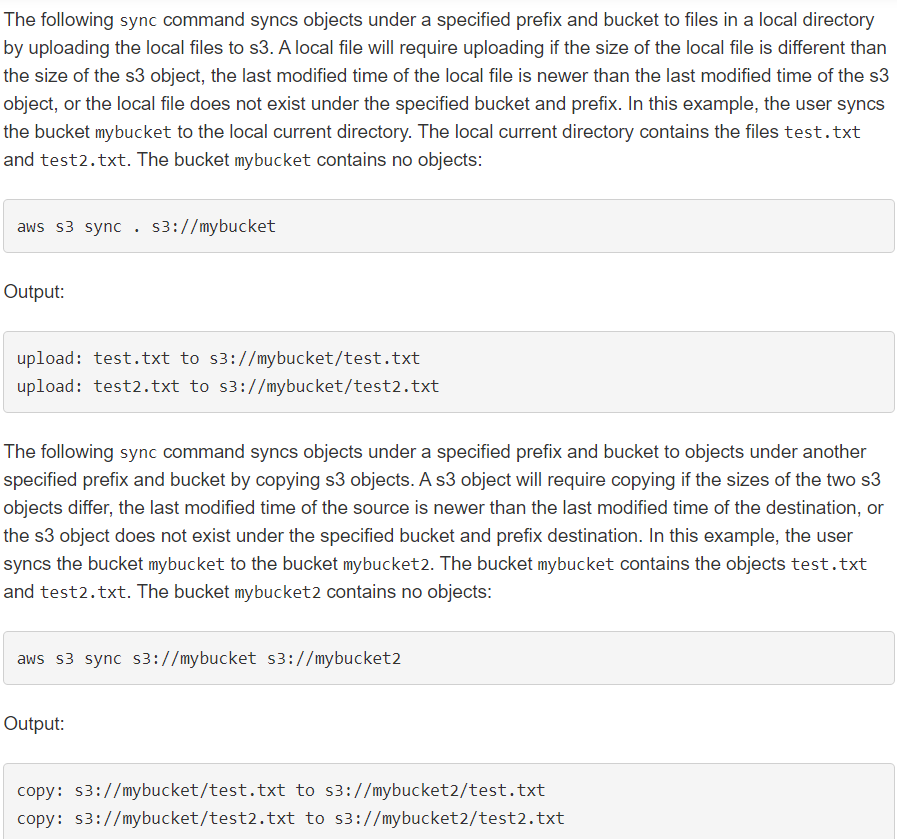 The following sync command syncs objects under a specified prefix and bucket to files in a local directory
by uploading the local files to s3. A local file will require uploading if the size of the local file is different than
the size of the s3 object, the last modified time of the local file is newer than the last modified time of the s3
object, or the local file does not exist under the specified bucket and prefix. In this example, the user syncs
the bucket mybucket to the local current directory. The local current directory contains the files test.txt
and test2.txt. The bucket mybucket contains no objects:
aws s3 sync . s3://mybucket
Output:
upload: test.txt to s3://mybucket/test.txt
upload: test2.txt to s3://mybucket/test2.txt
The following sync command syncs objects under a specified prefix and bucket to objects under another
specified prefix and bucket by copying s3 objects. A s3 object will require copying if the sizes of the two s3
objects differ, the last modified time of the source is newer than the last modified time of the destination, or
the s3 object does not exist under the specified bucket and prefix destination. In this example, the user
syncs the bucket mybucket to the bucket mybucket2. The bucket mybucket contains the objects test.txt
and test2.txt. The bucket mybucket2 contains no objects:
aws s3 sync s3://mybucket s3://mybucket2
Output:
copy: s3://mybucket/test.txt to s3://mybucket2/test.txt
copy: s3://mybucket/test2.txt to s3://mybucket2/test2.txt